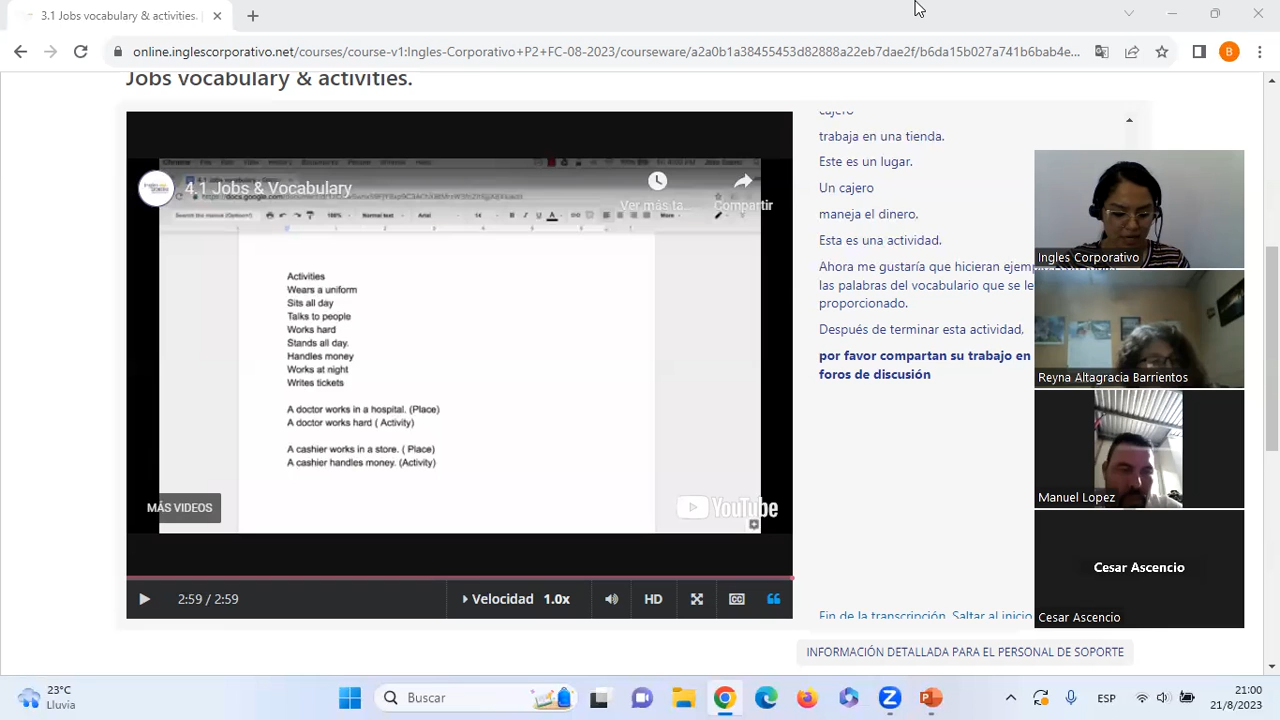 3.1 Jobs vocabulary & activities.
online.inglescorporativo.net/courses/course-v1:Ingles-Corporativo+P2+FC-08-2023/courseware/a2a0b1a38455453d82888a22eb7dae2f/b6da15b027a741b6bab4e...
B
Jobs vocabulary & activities.
4.1 Jobs & Vocabulary
Ver más ta...
Compartir
Activities
Wears a uniform
Sits all day
Talks to people
Works hard
Stands all day.
Handles money
Works at night
Writes tickets
A doctor works in a hospital. (Place)
A doctor works hard ( Activity)
A cashier works in a store. ( Place)
A cashier handles money. (Activity)
MÁS VIDEOS
YouTube
2:59 / 2:59
Velocidad 1.0x
HD
cajero
trabaja en una tienda.
Este es un lugar.
Un cajero
maneja el dinero.
Esta es una actividad.
Ahora me gustaría que hicieran
las palabras del vocabulario que se
proporcionado.
Después de terminar esta actividad,
por favor compartan su trabajo en
foros de discusión
Fin de la transcripción. Saltar al inicio
INFORMACIÓN DETALLADA PARA EL PERSONAL DE SOPORTE
Ingles Corporativo
Reyna Altagracia Barrientos
Manuel Lopez
Cesar Ascencio
Cesar Ascencio
23°C
Lluvia
Buscar
ESP
21:00
21/8/2023